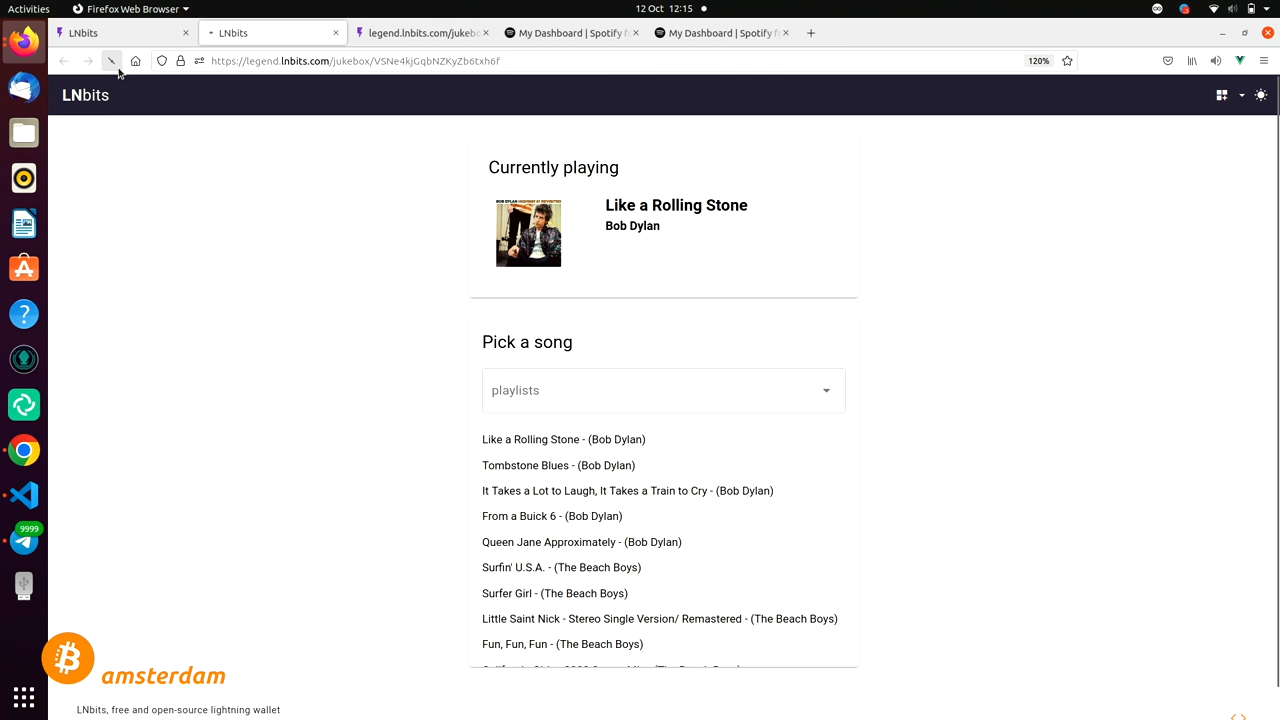 Activities
Firefox Web Browser
12 Oct 12:15
LNbits
LNbits
legend.lnbits.com/jukebo
My Dashboard | Spotify f
My Dashboard | Spotify f
https://legend.lnbits.com/jukebox/VSNe4kjGqbNZKyZb6txh6f
120%
LNbits
Currently playing
BOB DYLAN HIGHWAY 61 REVISITED
Like a Rolling Stone
Bob Dylan
Pick a song
playlists
Like a Rolling Stone - (Bob Dylan)
Tombstone Blues - (Bob Dylan)
It Takes a Lot to Laugh, It Takes a Train to Cry - (Bob Dylan)
From a Buick 6 - (Bob Dylan)
Queen Jane Approximately - (Bob Dylan)
Surfin' U.S.A. - (The Beach Boys)
Surfer Girl - (The Beach Boys)
Little Saint Nick - Stereo Single Version/ Remastered - (The Beach Boys)
Fun, Fun, Fun - (The Beach Boys)
9999
amsterdam
LNbits, free and open-source lightning wallet